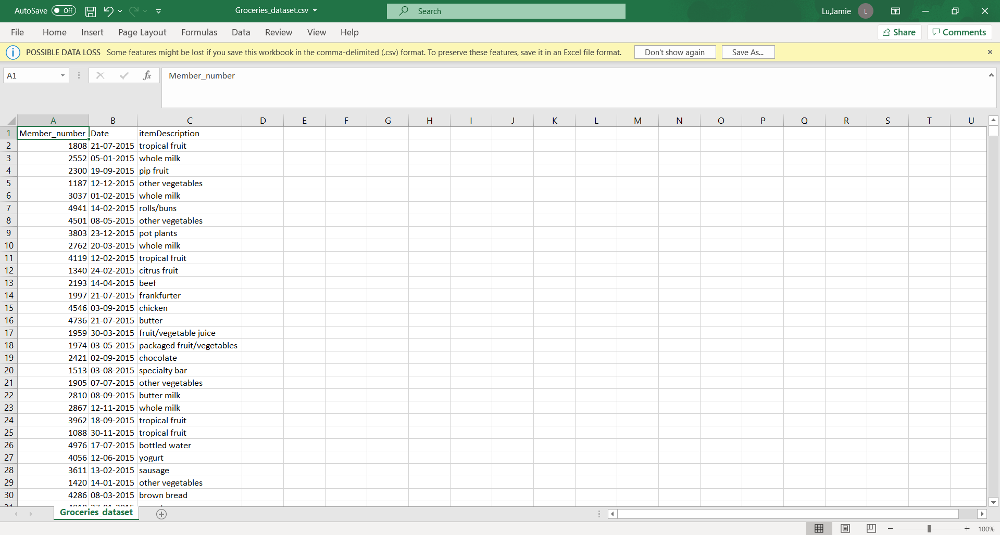 AutoSave Off Groceries_dataset.csv Search Lu,Jamie L
File Home Insert Page Layout Formulas Data Review View Help Share Comments
POSSIBLE DATA LOSS Some features might be lost if you save this workbook in the comma-delimited (.csv) format. To preserve these features, save it in an Excel file format. Don't show again Save As...
A1 fx Member_number
A B C D E F G H I J K L M N O P Q R S T U
1 Member_number Date itemDescription
2 1808 21-07-2015 tropical fruit
3 2552 05-01-2015 whole milk
4 2300 19-09-2015 pip fruit
5 1187 12-12-2015 other vegetables
6 3037 01-02-2015 whole milk
7 4941 14-02-2015 rolls/buns
8 4501 08-05-2015 other vegetables
9 3803 23-12-2015 pot plants
10 2762 20-03-2015 whole milk
11 4119 12-02-2015 tropical fruit
12 1340 24-02-2015 citrus fruit
13 2193 14-04-2015 beef
14 1997 21-07-2015 frankfurter
15 4546 03-09-2015 chicken
16 4736 21-07-2015 butter
17 1959 30-03-2015 fruit/vegetable juice
18 1974 03-05-2015 packaged fruit/vegetables
19 2421 02-09-2015 chocolate
20 1513 03-08-2015 specialty bar
21 1905 07-07-2015 other vegetables
22 2810 08-09-2015 butter milk
23 2867 12-11-2015 whole milk
24 3962 18-09-2015 tropical fruit
25 1088 30-11-2015 tropical fruit
26 4976 17-07-2015 bottled water
27 4056 12-06-2015 yogurt
28 3611 13-02-2015 sausage
29 1420 14-01-2015 other vegetables
30 4286 08-03-2015 brown bread
Groceries_dataset
100%